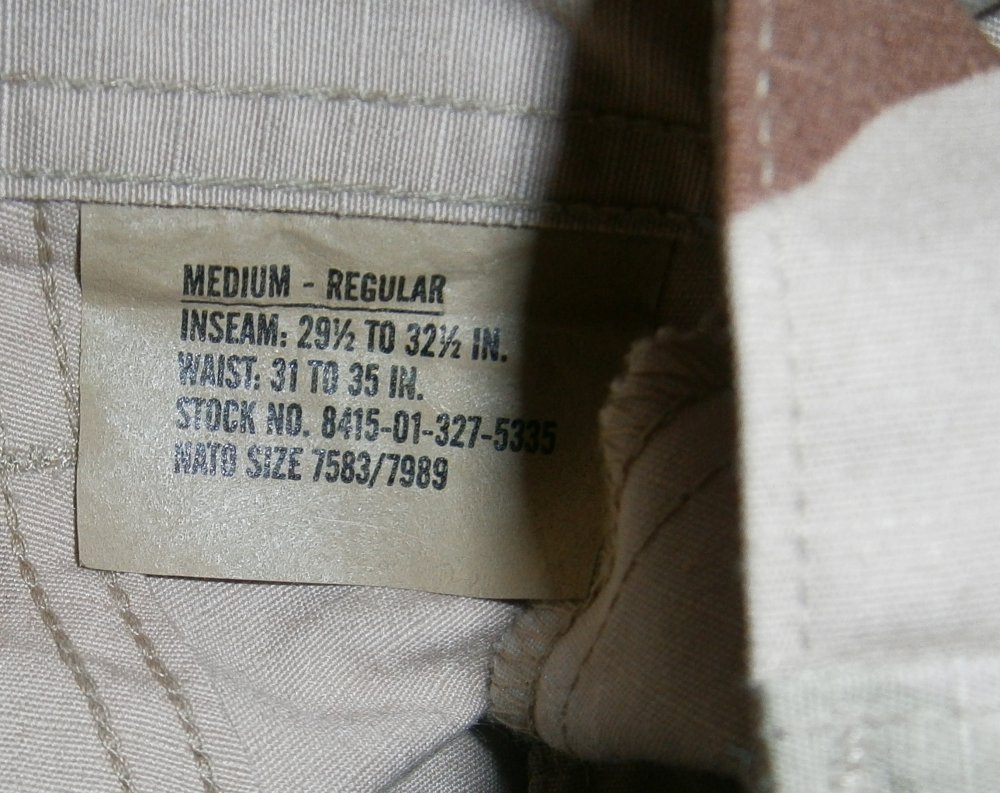 MEDIUM - REGULAR
INSEAM: 29½ TO 32½ IN.
WAIST: 31 TO 35 IN.
STOCK NO. 8415-01-327-5335
NATO SIZE 7583/7989